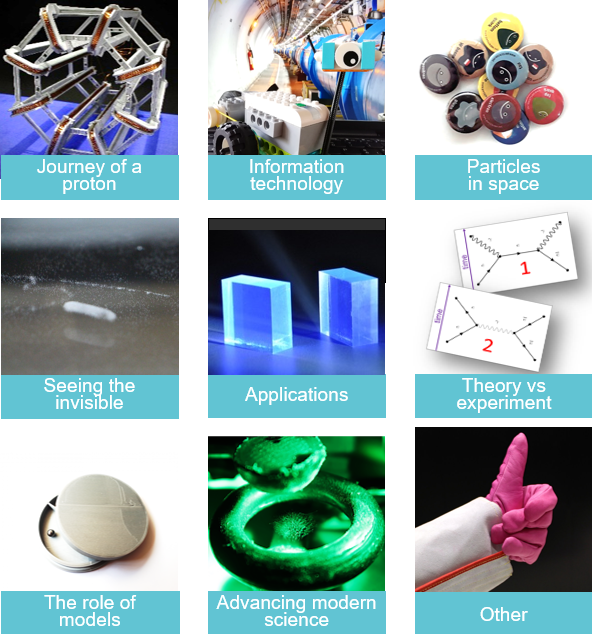 Journey of a
proton
Information
technology
Particles
in space
Seeing the
invisible
Applications
time
1
time
2
Theory vs
experiment
The role of
models
Advancing modern
science
Other